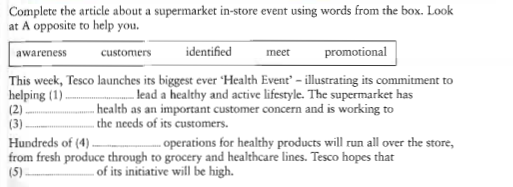 Complete the article about a supermarket in-store event using words from the box. Look
at A opposite to help you.
awareness customers identified meet promotional
This week, Tesco launches its biggest ever 'Health Event' – illustrating its commitment to
helping (1) .................... lead a healthy and active lifestyle. The supermarket has
(2) .................... health as an important customer concern and is working to
(3) .................... the needs of its customers.
Hundreds of (4) .................... operations for healthy products will run all over the store,
from fresh produce through to grocery and healthcare lines. Tesco hopes that
(5) .................... of its initiative will be high.